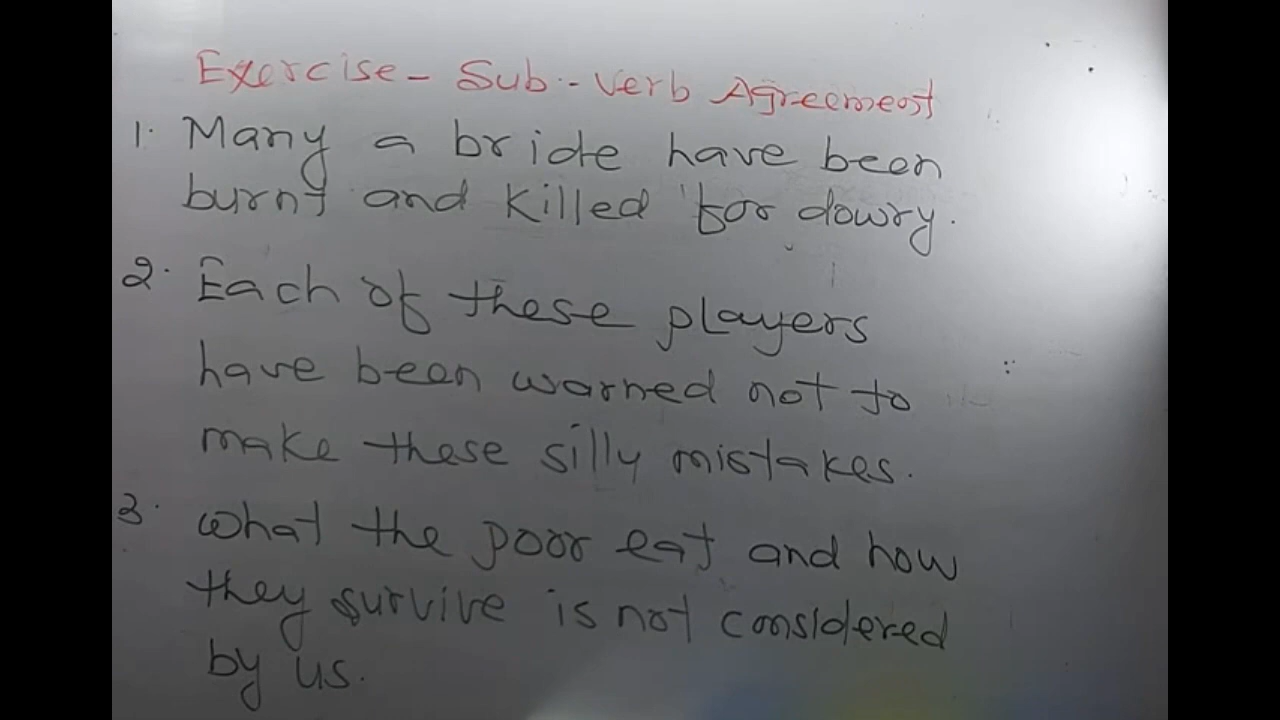 Exercise - Sub.- Verb Agreement
1. Many a bride have been
burnt and killed for dowry.
2. Each of these players
have been warned not to
make these silly mistakes.
3. What the poor eat and how
they survive is not considered
by us.